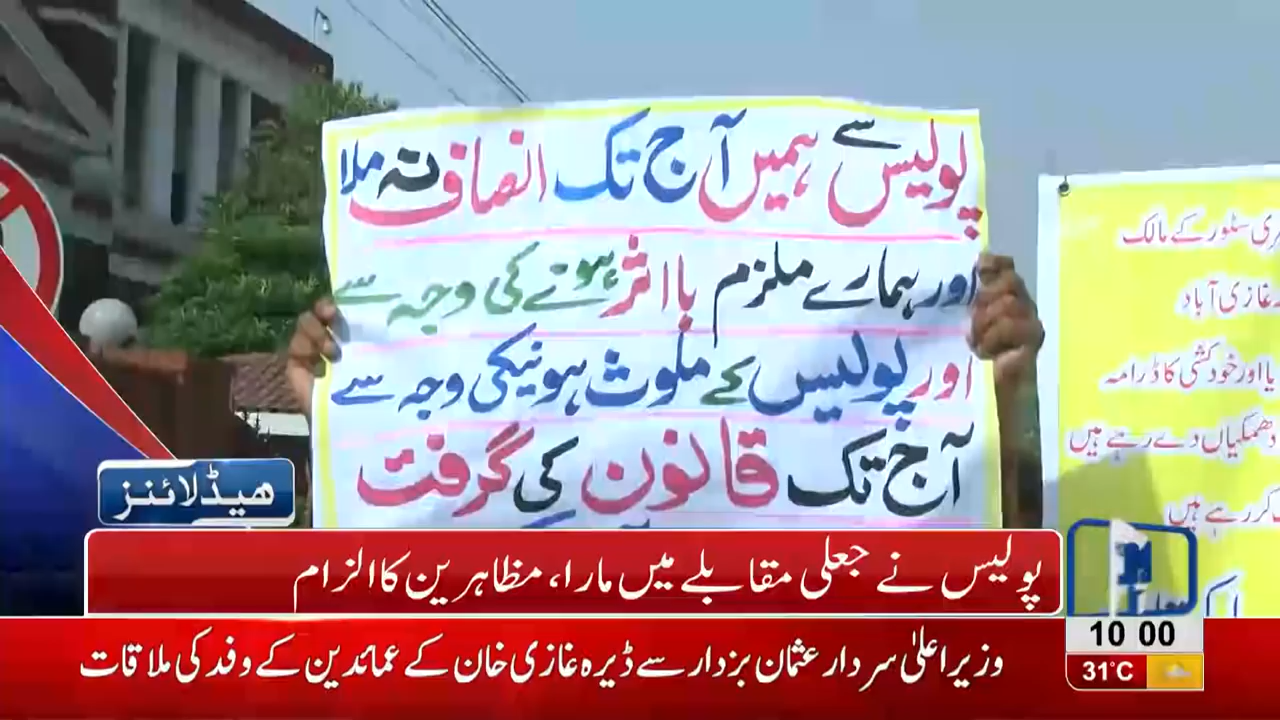 پولیس سے ہمیں آج تک انصاف نہ ملا
اور ہمارے ملزم بااثر ہونے کی وجہ سے
اور پولیس کے ملوث ہونیکی وجہ سے
آج تک قانون کی گرفت
سٹور کے مالک
غازی آباد
اور خودکشی کا ڈرامہ
دھمکیاں دے رہے ہیں
کر رہے ہیں
ہیڈلائنز
پولیس نے جعلی مقابلے میں مارا، مظاہرین کا الزام
وزیراعلیٰ سردار عثمان بزدار سے ڈیرہ غازی خان کے عمائدین کے وفد کی ملاقات
10 00
31°C